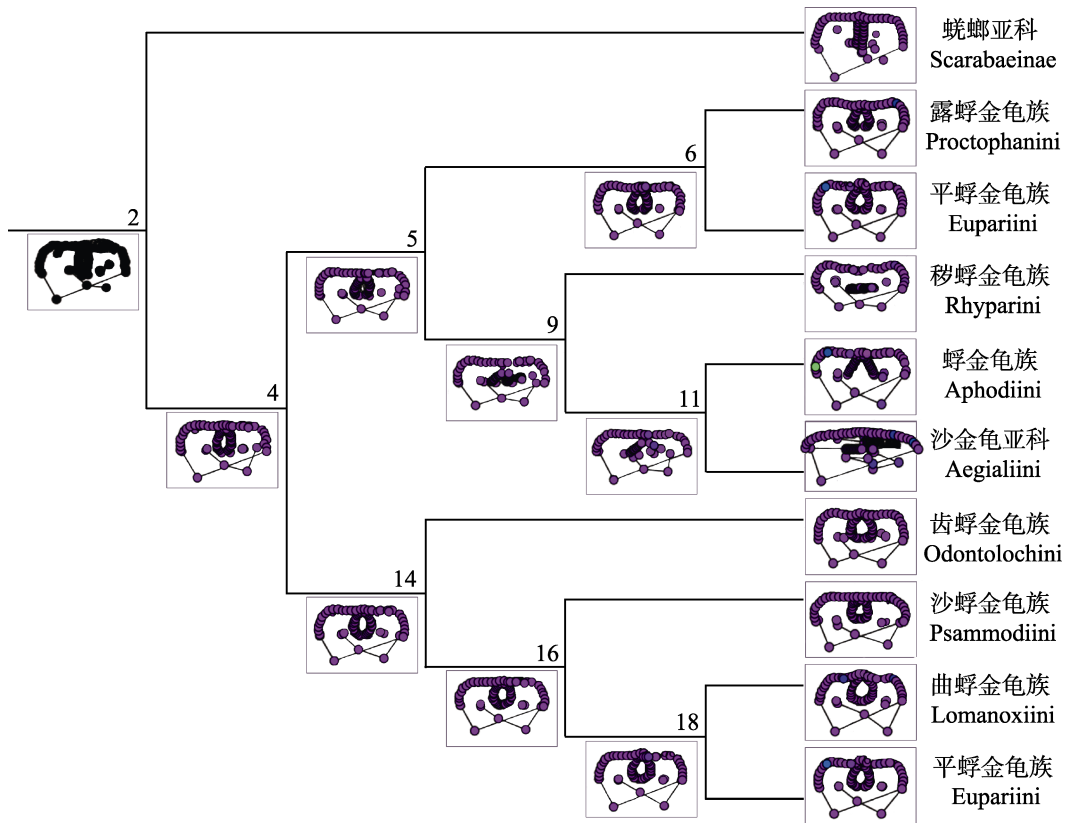 蜣螂亚科
Scarabaeinae
露蜉金龟族
Proctophanini
6
平蜉金龟族
Eupariini
2
5
秽蜉金龟族
Rhyparini
9
蜉金龟族
Aphodiini
4
11
沙金龟亚科
Aegialiini
齿蜉金龟族
Odontolochini
14
沙蜉金龟族
Psammodiini
16
曲蜉金龟族
Lomanoxiini
18
平蜉金龟族
Eupariini